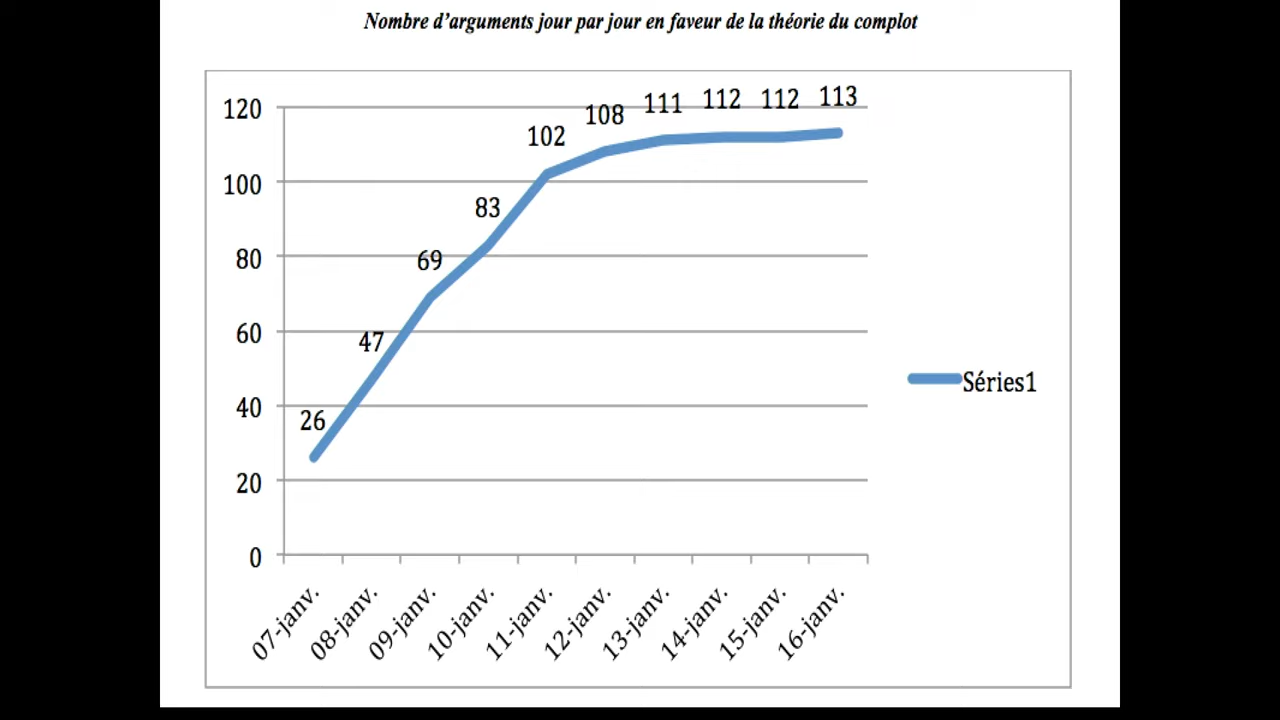 Nombre d’arguments jour par jour en faveur de la théorie du complot
120
100
80
60
40
20
0
26
47
69
83
102
108
111
112
112
113
07-janv.
08-janv.
09-janv.
10-janv.
11-janv.
12-janv.
13-janv.
14-janv.
15-janv.
16-janv.
Séries1